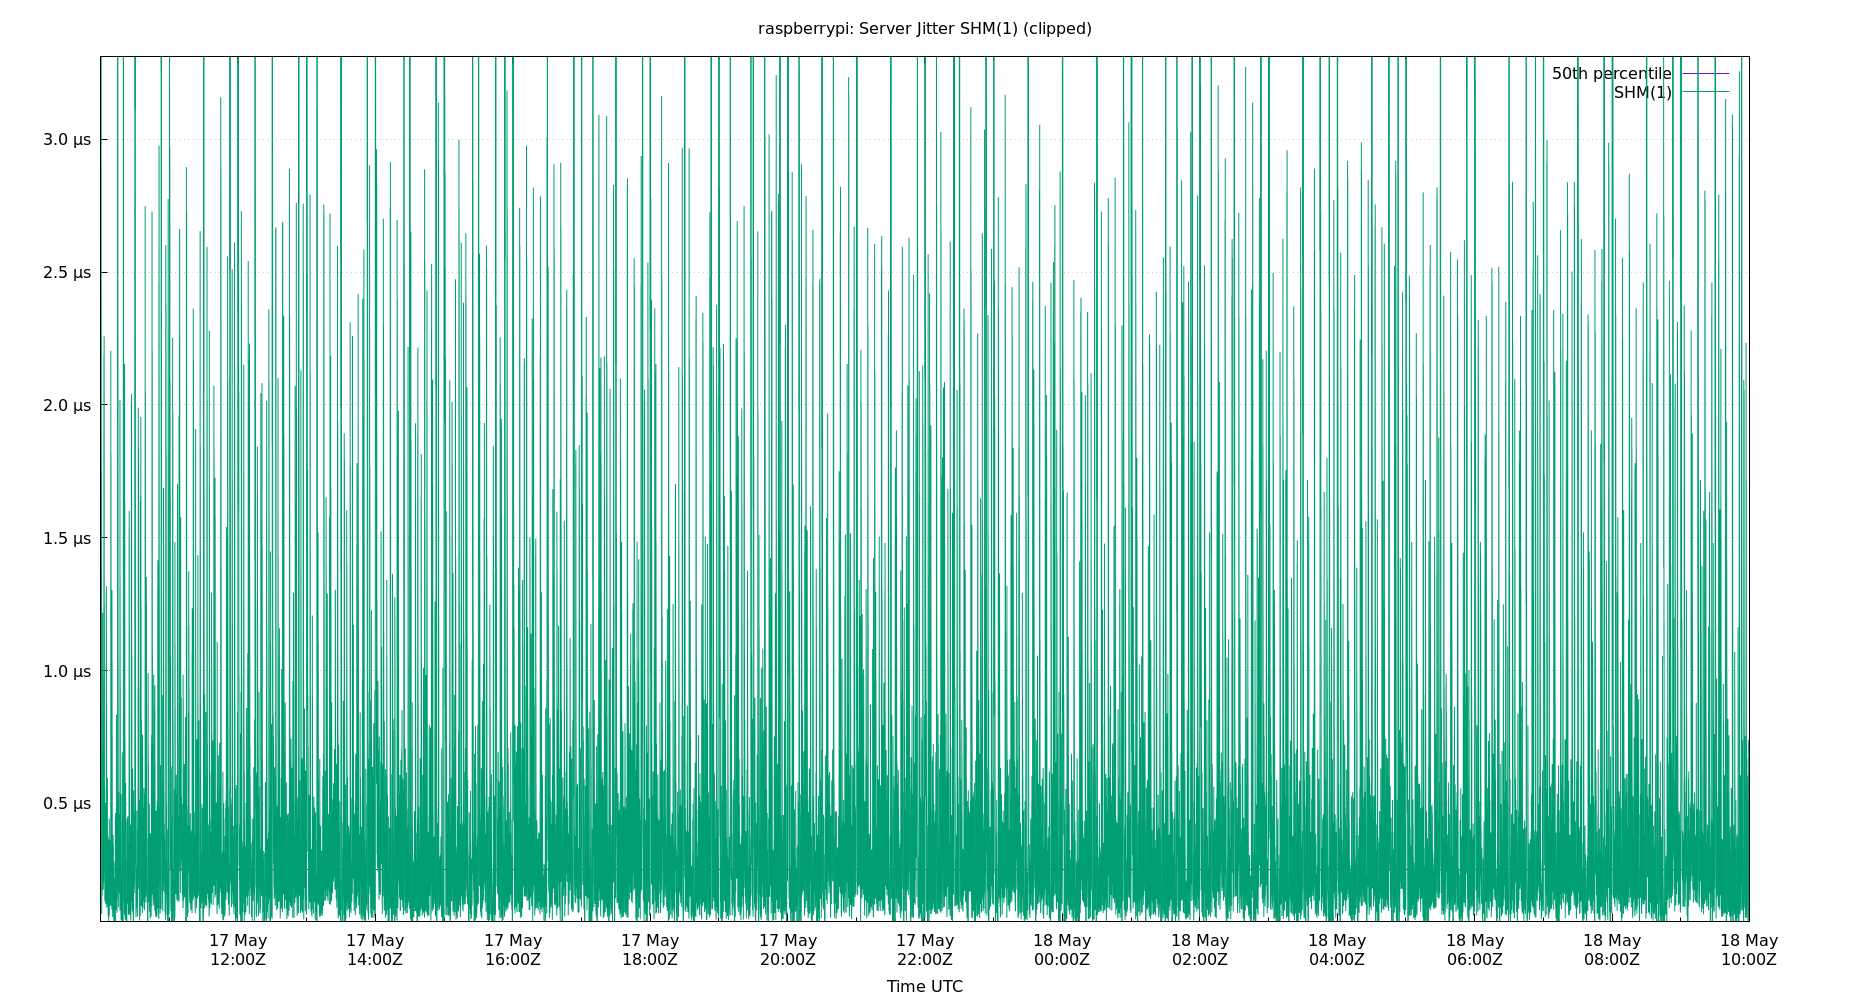 raspberrypi: Server Jitter SHM(1) (clipped)
50th percentile
SHM(1)
3.0 µs
2.5 µs
2.0 µs
1.5 µs
1.0 µs
0.5 µs
17 May 17 May 17 May 17 May 17 May 17 May 18 May 18 May 18 May 18 May 18 May 18 May
12:00Z 14:00Z 16:00Z 18:00Z 20:00Z 22:00Z 00:00Z 02:00Z 04:00Z 06:00Z 08:00Z 10:00Z
Time UTC